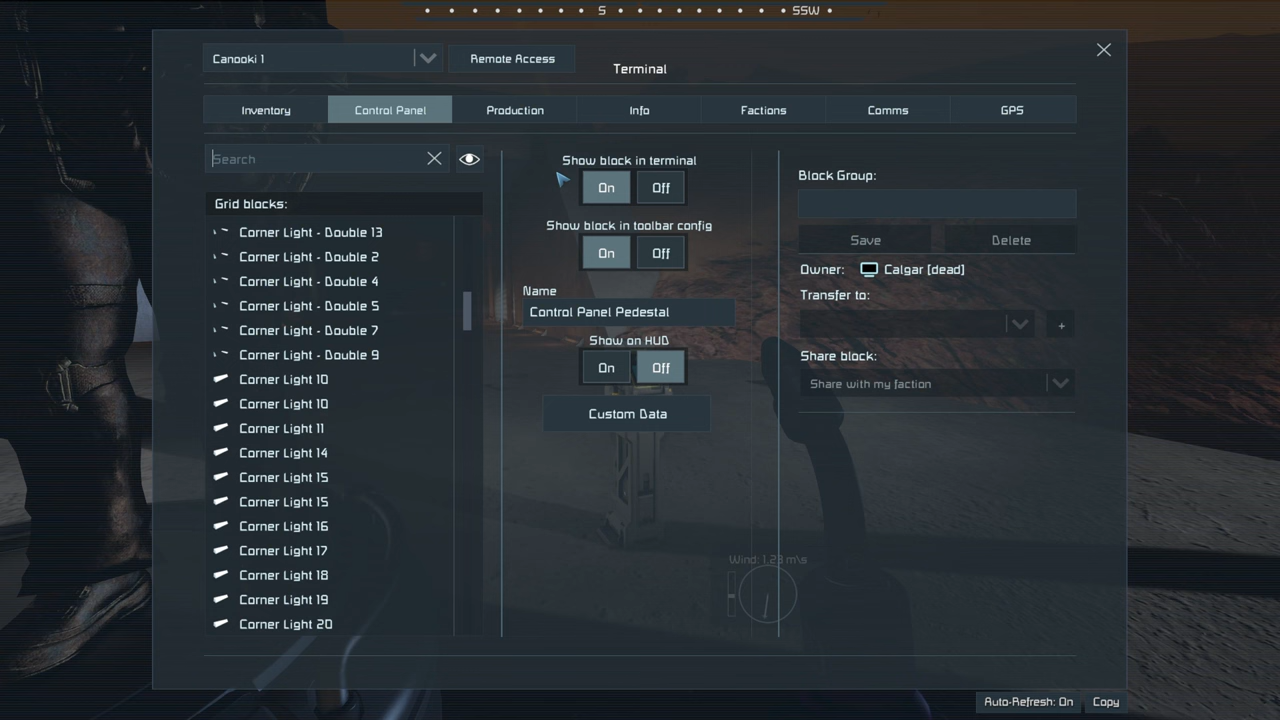 S
SSW
Canooki 1
Remote Access
Terminal
Inventory
Control Panel
Production
Info
Factions
Comms
GPS
Search
Grid blocks:
Corner Light - Double 13
Corner Light - Double 2
Corner Light - Double 4
Corner Light - Double 5
Corner Light - Double 7
Corner Light - Double 9
Corner Light 10
Corner Light 10
Corner Light 11
Corner Light 14
Corner Light 15
Corner Light 15
Corner Light 16
Corner Light 17
Corner Light 18
Corner Light 19
Corner Light 20
Show block in terminal
On
Off
Show block in toolbar config
On
Off
Name
Control Panel Pedestal
Show on HUD
On
Off
Custom Data
Block Group:
Save
Delete
Owner: Calgar [dead]
Transfer to:
+
Share block:
Share with my faction
Wind: 1.23 m\s
Auto-Refresh: On
Copy